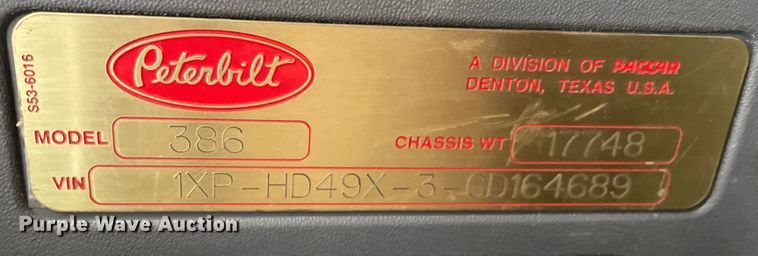 S53-6016
Peterbilt
A DIVISION OF PACCAR
DENTON, TEXAS U.S.A.
MODEL 386
CHASSIS WT 17748
VIN 1XP-HD49X-3-CD164689
Purple Wave Auction